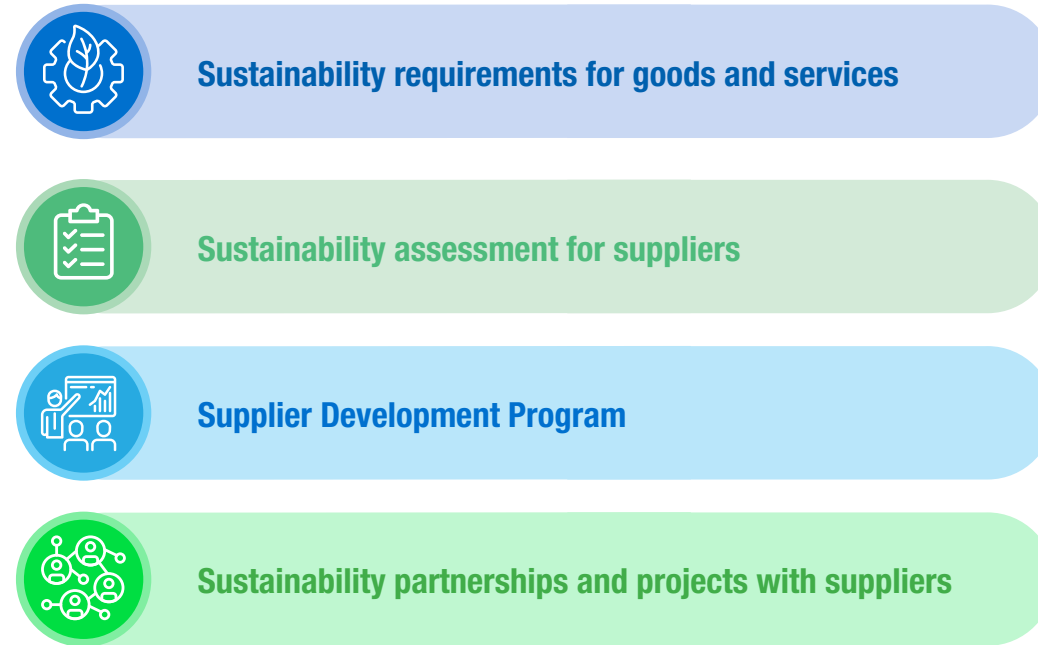 Sustainability requirements for goods and services
Sustainability assessment for suppliers
Supplier Development Program
Sustainability partnerships and projects with suppliers